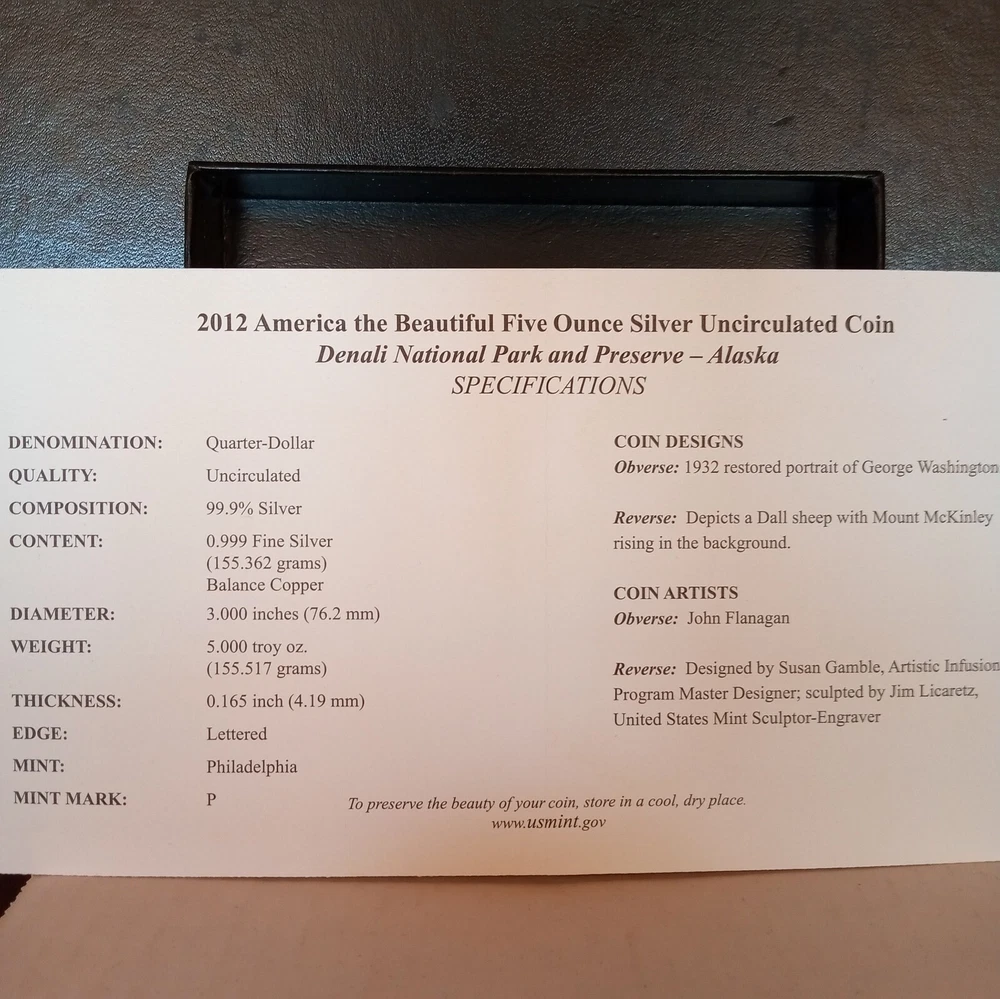 2012 America the Beautiful Five Ounce Silver Uncirculated Coin
Denali National Park and Preserve – Alaska
SPECIFICATIONS
DENOMINATION: Quarter-Dollar
QUALITY: Uncirculated
COMPOSITION: 99.9% Silver
CONTENT: 0.999 Fine Silver
(155.362 grams)
Balance Copper
DIAMETER: 3.000 inches (76.2 mm)
WEIGHT: 5.000 troy oz.
(155.517 grams)
THICKNESS: 0.165 inch (4.19 mm)
EDGE: Lettered
MINT: Philadelphia
MINT MARK: P
COIN DESIGNS
Obverse: 1932 restored portrait of George Washington
Reverse: Depicts a Dall sheep with Mount McKinley
rising in the background.
COIN ARTISTS
Obverse: John Flanagan
Reverse: Designed by Susan Gamble, Artistic Infusion
Program Master Designer; sculpted by Jim Licaretz,
United States Mint Sculptor-Engraver
To preserve the beauty of your coin, store in a cool, dry place.
www.usmint.gov